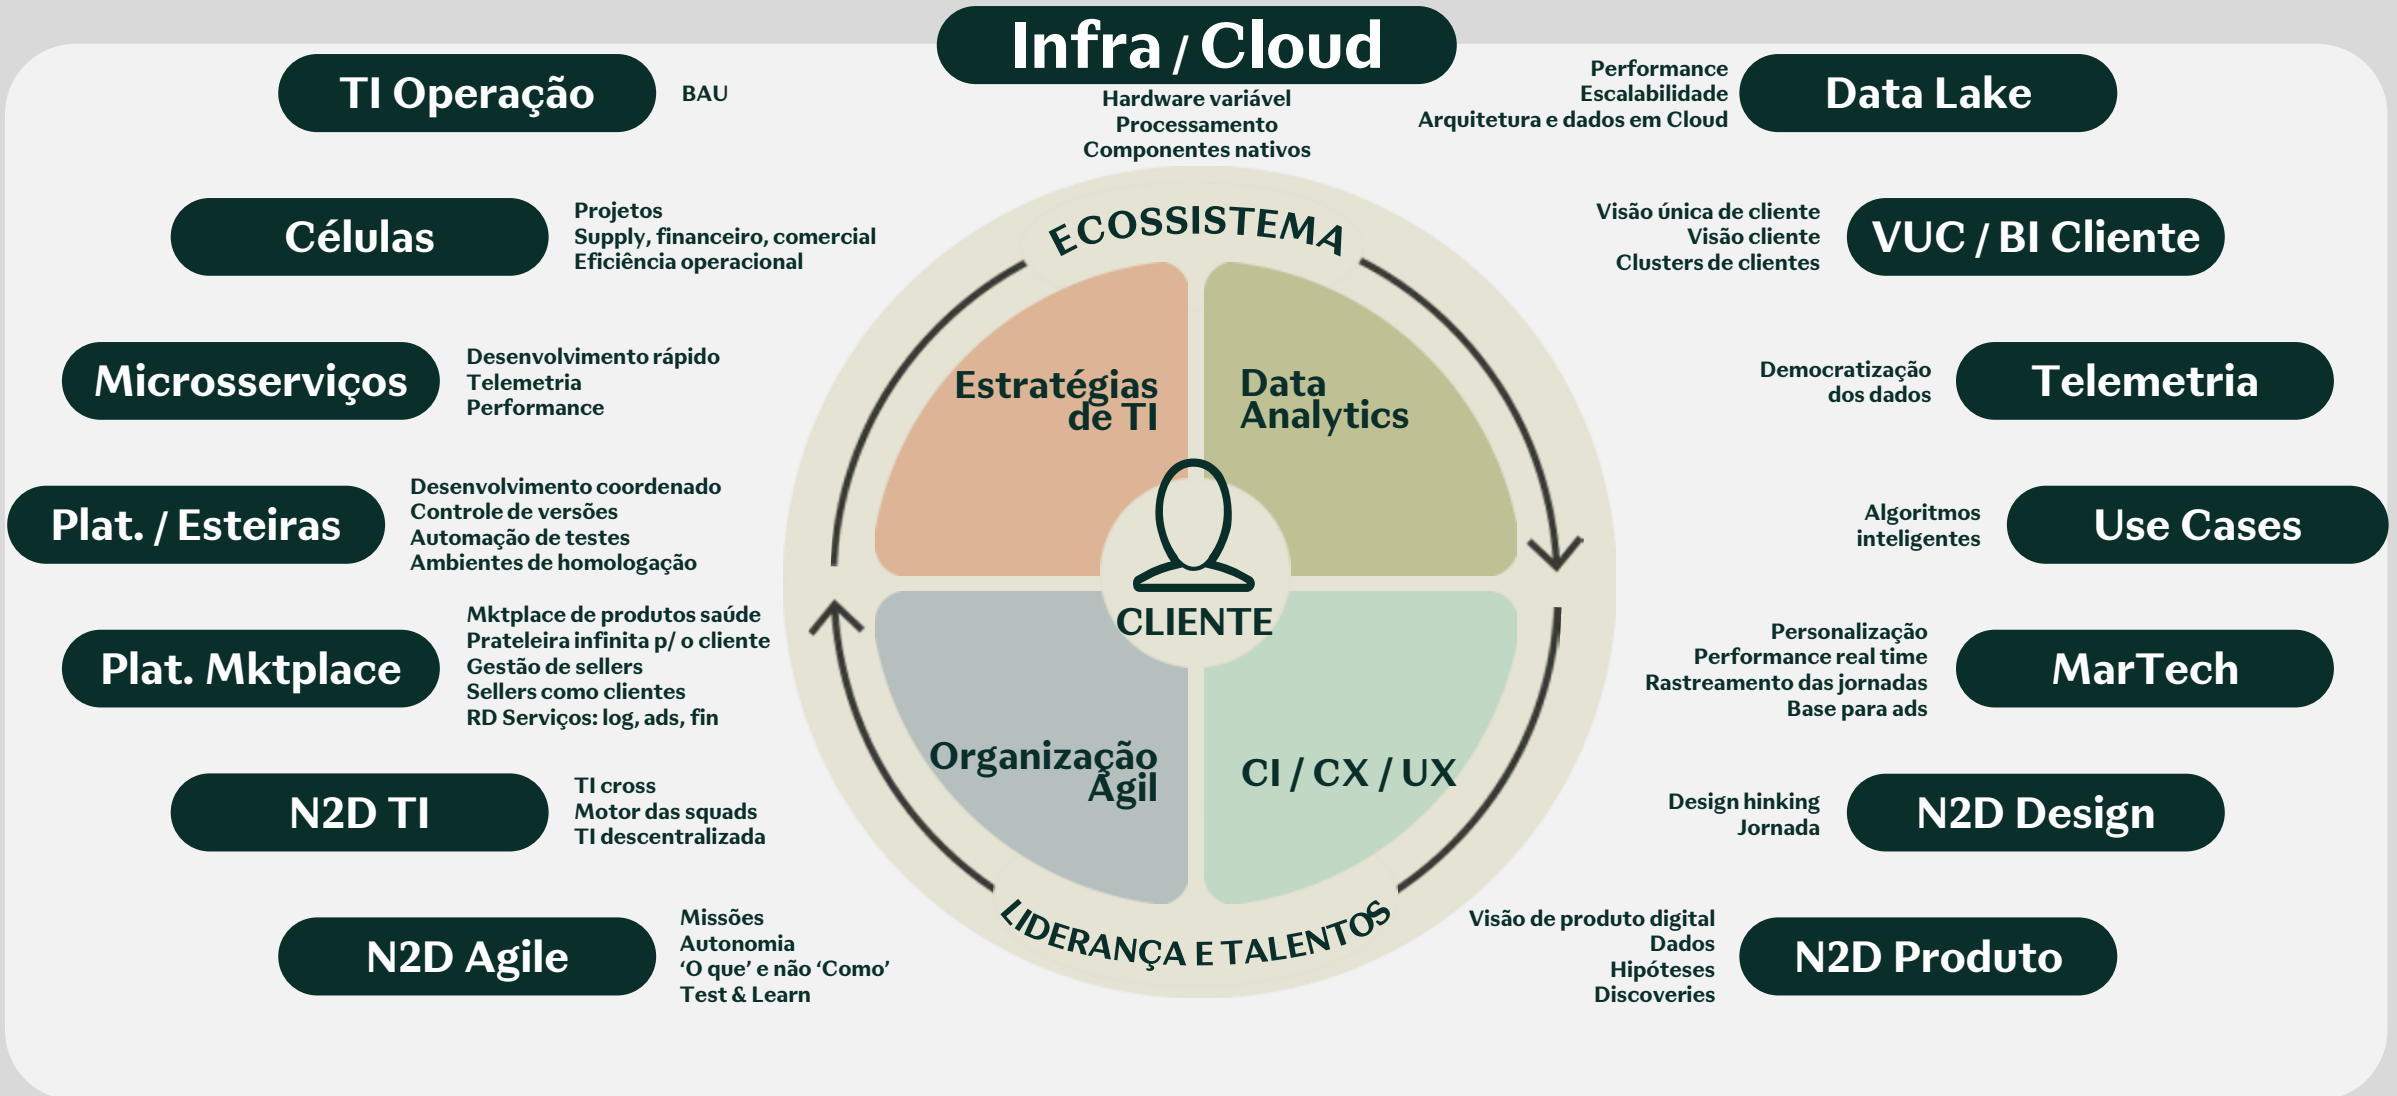 Infra / Cloud
Hardware variável
Processamento
Componentes nativos
TI Operação
BAU
Células
Projetos
Supply, financeiro, comercial
Eficiência operacional
Microsserviços
Desenvolvimento rápido
Telemetria
Performance
Plat. / Esteiras
Desenvolvimento coordenado
Controle de versões
Automação de testes
Ambientes de homologação
Plat. Mktplace
Mktplace de produtos saúde
Prateleira infinita p/ o cliente
Gestão de sellers
Sellers como clientes
RD Serviços: log, ads, fin
N2D TI
TI cross
Motor das squads
TI descentralizada
N2D Agile
Missões
Autonomia
‘O que’ e não ‘Como’
Test & Learn
ECOSSISTEMA
Estratégias
de TI
Data
Analytics
CLIENTE
Organização
Ágil
CI / CX / UX
LIDERANÇA E TALENTOS
Performance
Escalabilidade
Arquitetura e dados em Cloud
Data Lake
Visão única de cliente
Visão cliente
Clusters de clientes
VUC / BI Cliente
Democratização
dos dados
Telemetria
Algoritmos
inteligentes
Use Cases
Personalização
Performance real time
Rastreamento das jornadas
Base para ads
MarTech
Design hinking
Jornada
N2D Design
Visão de produto digital
Dados
Hipóteses
Discoveries
N2D Produto